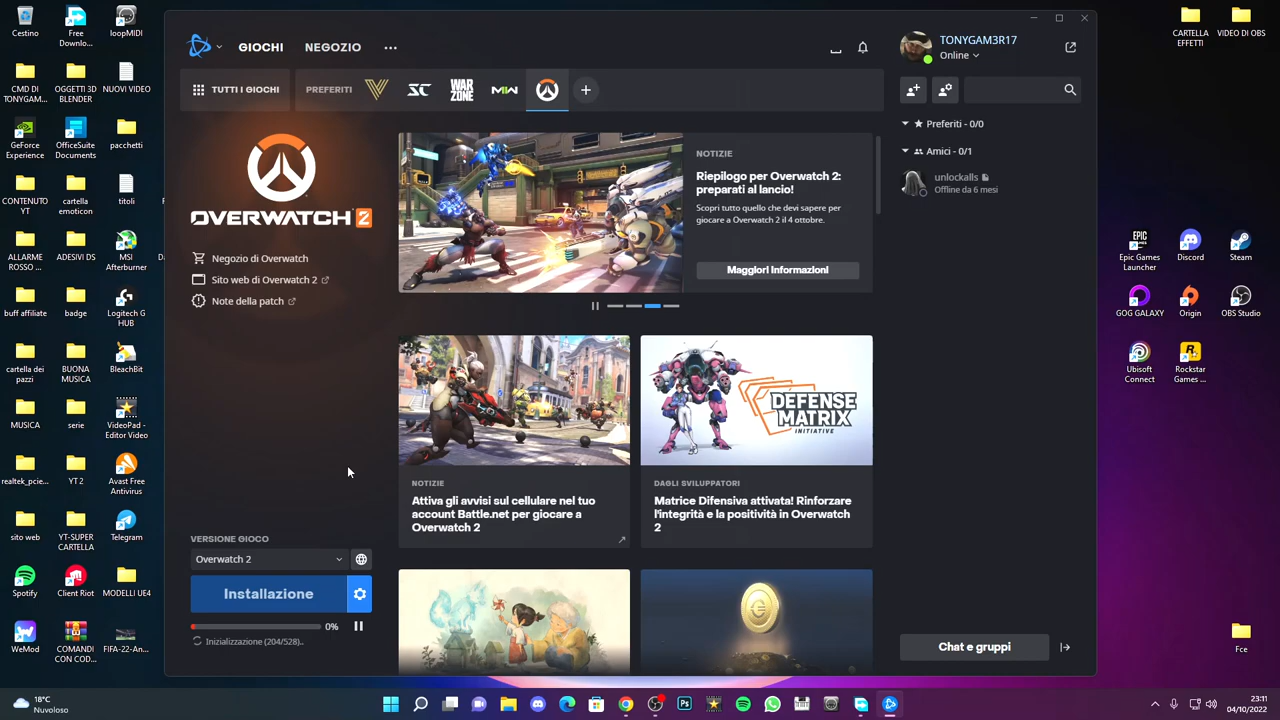 Cestino
Free
Downlo...
loopMIDI
CMD DI
TONYGAM...
OGGETTI 3D
BLENDER
NUOVI VIDEO
GeForce
Experience
OfficeSuite
Documents
pacchetti
CONTENUTO
YT
cartella
emoticon
titoli
ALLARME
ROSSO ...
ADESIVI DS
MSI
Afterburner
buff affiliate
badge
Logitech G
HUB
cartella dei
pazzi
BUONA
MUSICA
BleachBit
MUSICA
serie
VideoPad -
Editor Video
realtek_pcie...
YT 2
Avast Free
Antivirus
sito web
YT-SUPER
CARTELLA
Telegram
Spotify
Client Riot
MODELLI UE4
WeMod
COMANDI
CON COD...
FIFA-22-An...
GIOCHI
NEGOZIO
TUTTI I GIOCHI
PREFERITI
WAR
ZONE
MW
OVERWATCH 2
Negozio di Overwatch
Sito web di Overwatch 2
Note della patch
VERSIONE GIOCO
Overwatch 2
Installazione
0%
Inizializzazione (204/528)..
NOTIZIE
Riepilogo per Overwatch 2:
preparati al lancio!
Scopri tutto quello che devi sapere per
giocare a Overwatch 2 il 4 ottobre.
Maggiori Informazioni
DEFENSE
MATRIX
INITIATIVE
NOTIZIE
Attiva gli avvisi sul cellulare nel tuo
account Battle.net per giocare a
Overwatch 2
DAGLI SVILUPPATORI
Matrice Difensiva attivata! Rinforzare
l'integrità e la positività in Overwatch
2
TONYGAM3R17
Online
Preferiti - 0/0
Amici - 0/1
unlockalls
Offline da 6 mesi
Chat e gruppi
CARTELLA
EFFETTI
VIDEO DI OBS
Epic Games
Launcher
Discord
Steam
GOG GALAXY
Origin
OBS Studio
Ubisoft
Connect
Rockstar
Games ...
Fce
18°C
Nuvoloso
23:11
04/10/2022